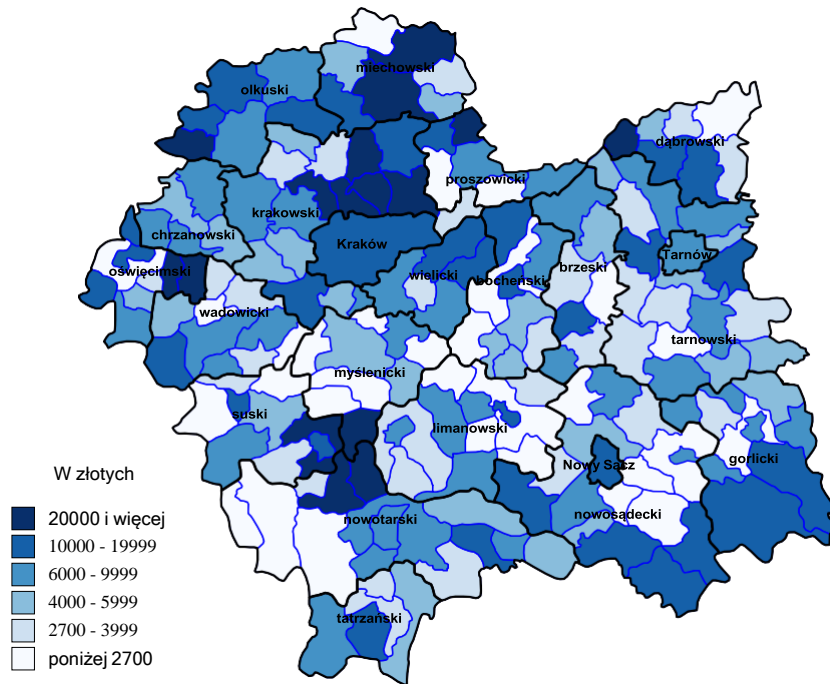 miechowski
olkuski
dąbrowski
proszowicki
krakowski
chrzanowski
Kraków
wielicki
Tarnów
oświęcimski
bocheński
brzeski
wadowicki
tarnowski
myślenicki
suski
limanowski
gorlicki
Nowy Sącz
nowosądecki
nowotarski
tatrzański
W złotych
20000 i więcej
10000 - 19999
6000 - 9999
4000 - 5999
2700 - 3999
poniżej 2700